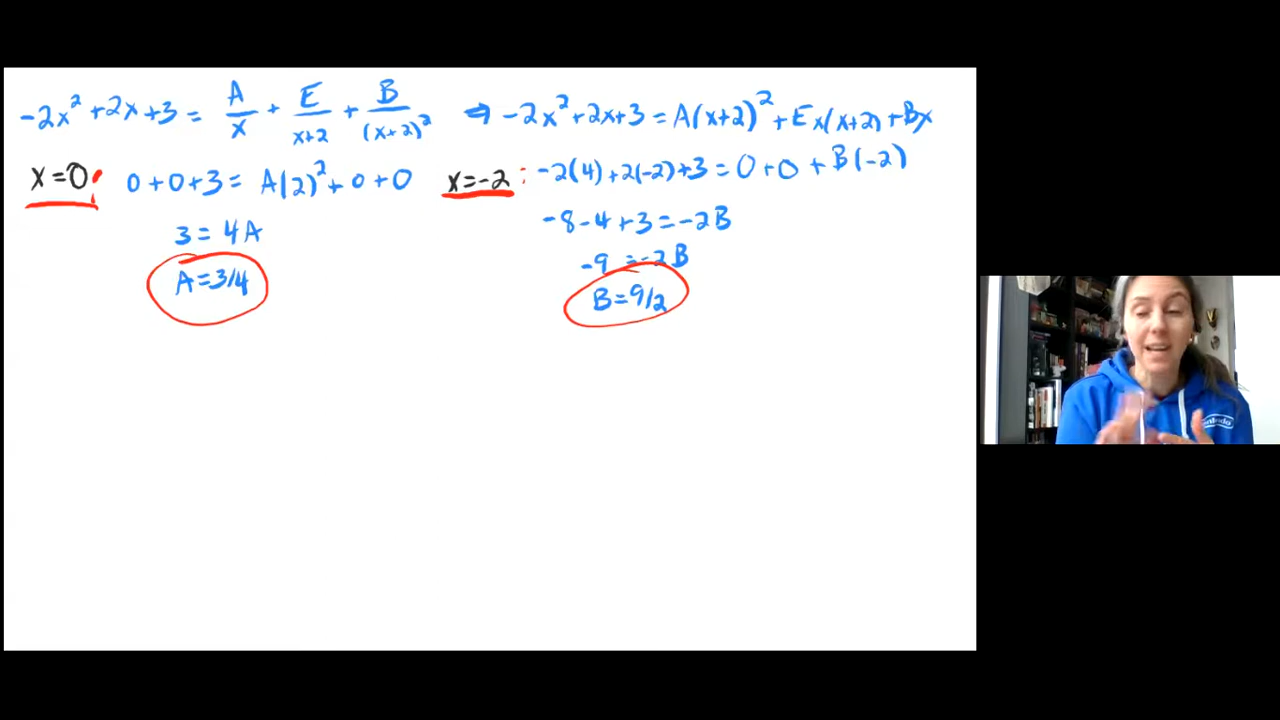 -2x² + 2x + 3 = A/x + E/(x+2) + B/(x+2)² ⇒ -2x² + 2x + 3 = A(x+2)² + Ex(x+2) + Bx
x=0: 0 + 0 + 3 = A(2)² + 0 + 0
3 = 4A
A = 3/4
x=-2: -2(4) + 2(-2) + 3 = 0 + 0 + B(-2)
-8 - 4 + 3 = -2B
-9 = -2B
B = 9/2